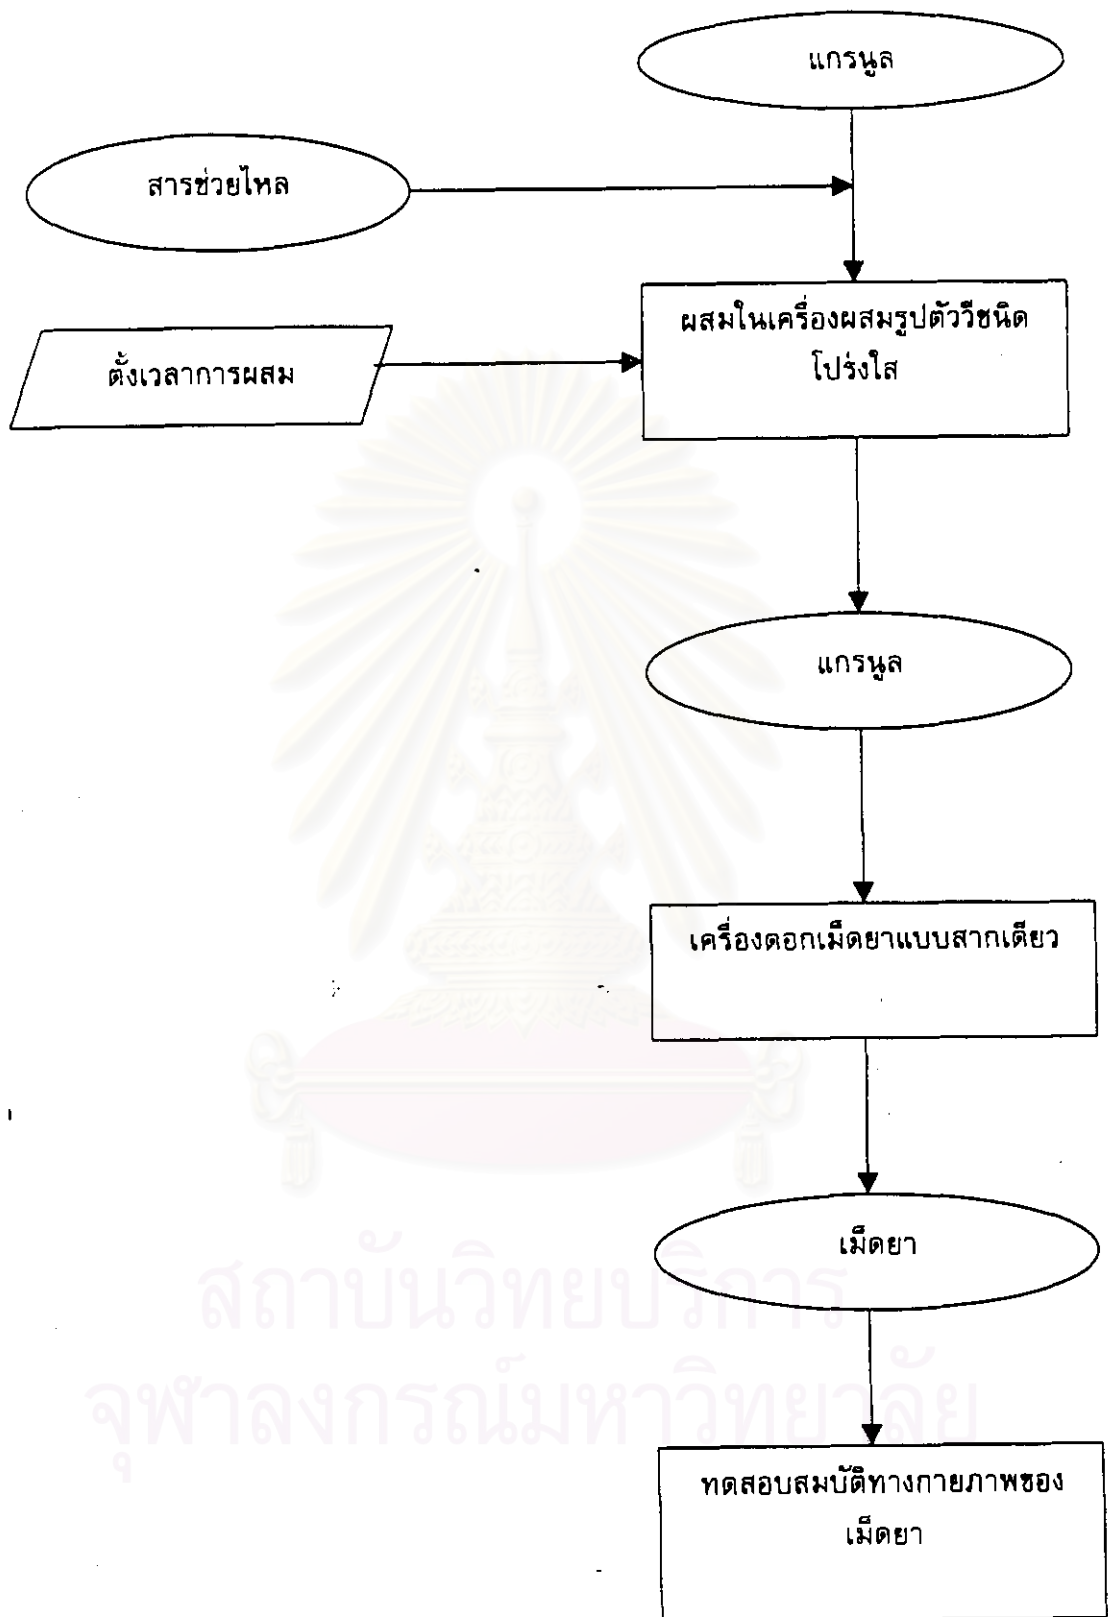 แกรนูล
สารช่วยไหล
ผสมในเครื่องผสมรูปตัววีชนิด
โปร่งใส
ตั้งเวลาการผสม
แกรนูล
เครื่องตอกเม็ดยาแบบสากเดียว
เม็ดยา
สถาบันวิทยบริการ
จุฬาลงกรณ์มหาวิทยาลัย
ทดสอบสมบัติทางกายภาพของ
เม็ดยา